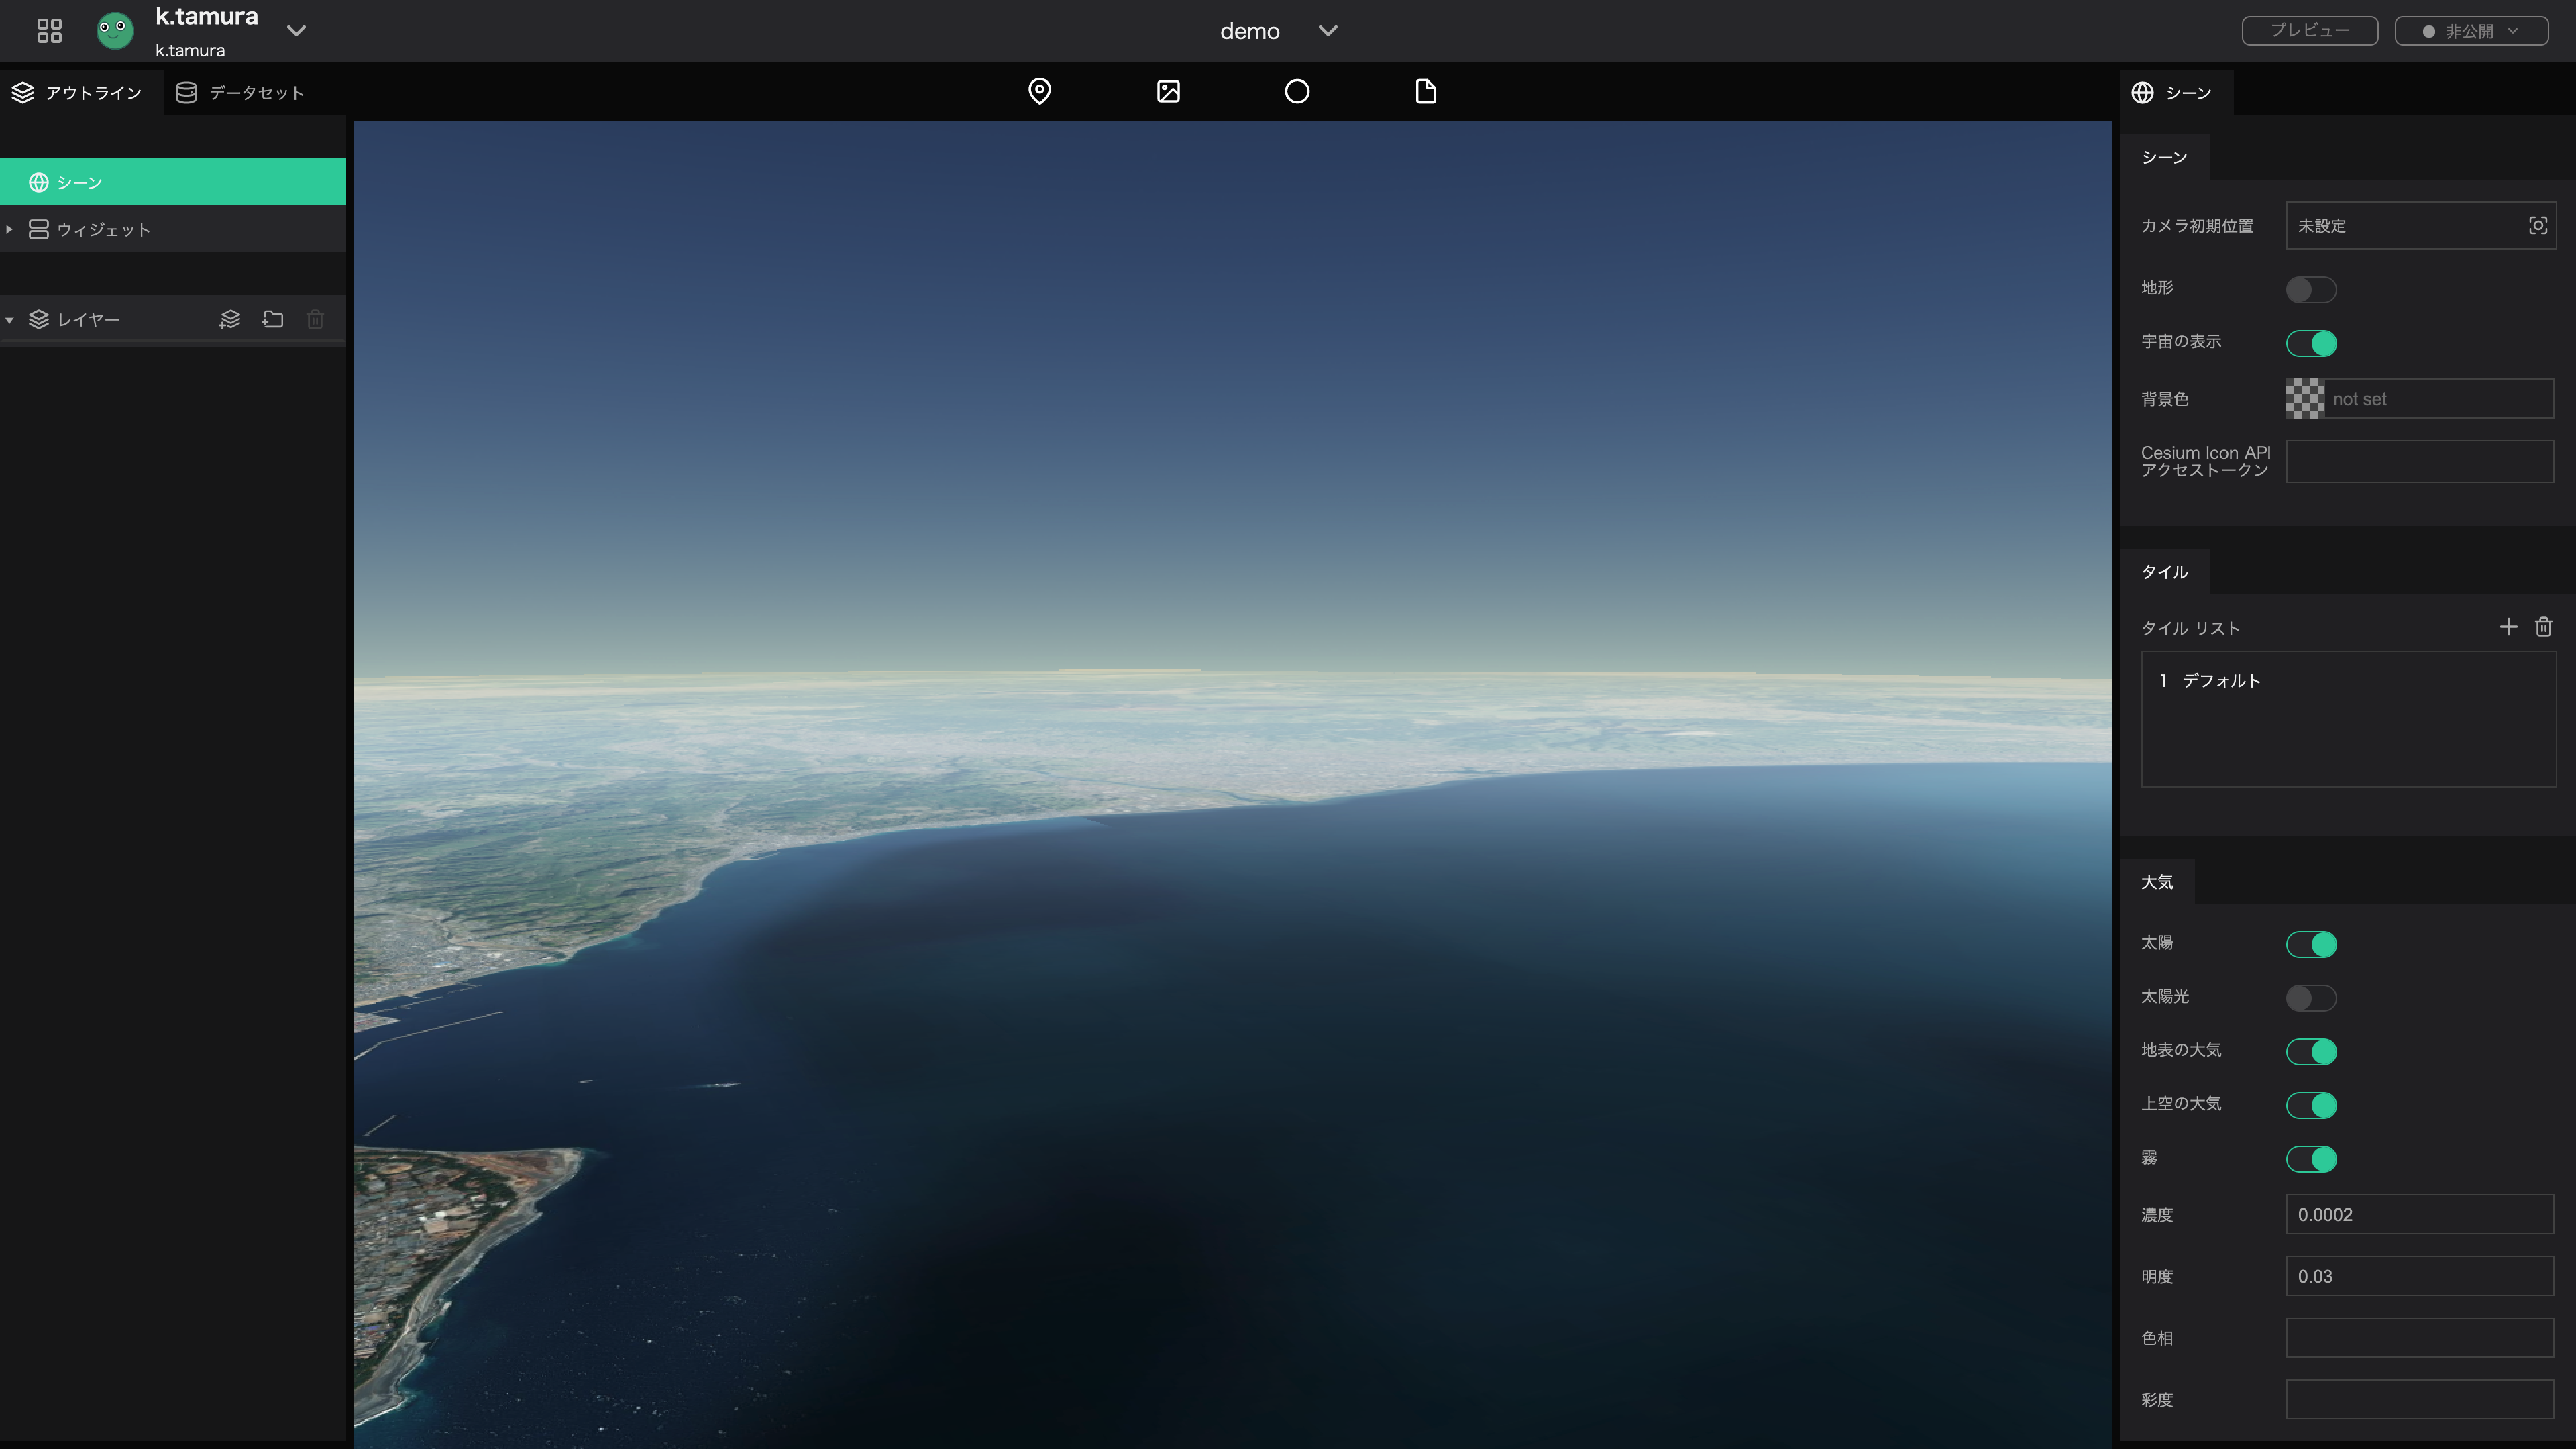 k.tamura
k.tamura
demo
プレビュー
非公開
アウトライン
データセット
シーン
ウィジェット
レイヤー
シーン
シーン
カメラ初期位置
未設定
地形
宇宙の表示
背景色
not set
Cesium Icon API
アクセストークン
タイル
タイル リスト
1 デフォルト
大気
太陽
太陽光
地表の大気
上空の大気
霧
濃度
0.0002
明度
0.03
色相
彩度